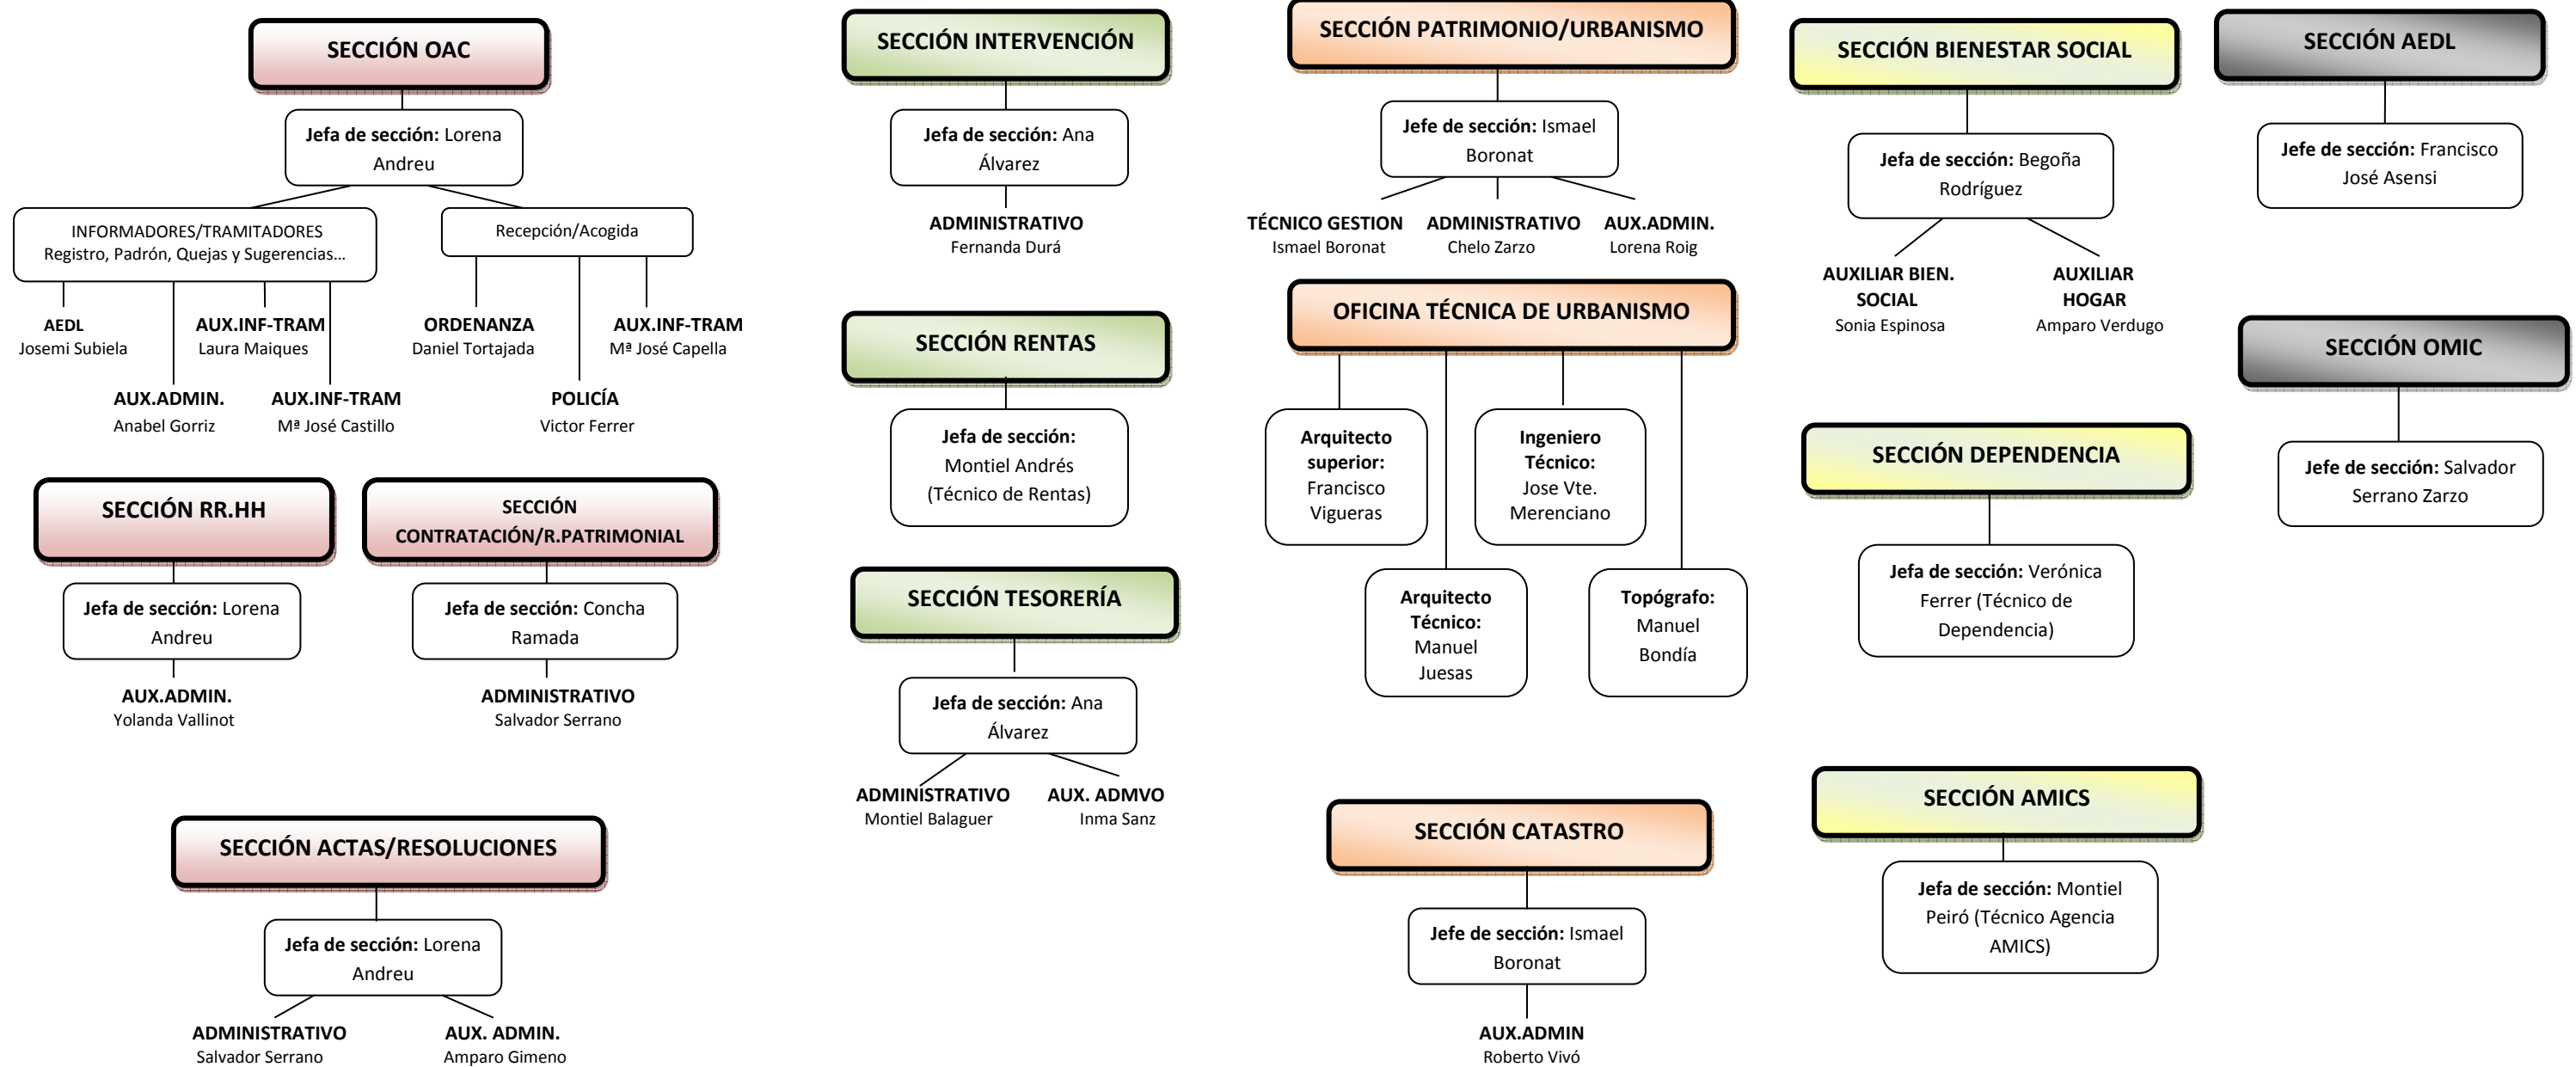 SECCIÓN OAC
Jefa de sección: Lorena
Andreu
INFORMADORES/TRAMITADORES
Registro, Padrón, Quejas y Sugerencias...
Recepción/Acogida
AEDL
Josemi Subiela
AUX.INF-TRAM
Laura Maiques
ORDENANZA
Daniel Tortajada
AUX.INF-TRAM
Mª José Capella
AUX.ADMIN.
Anabel Gorriz
AUX.INF-TRAM
Mª José Castillo
POLICÍA
Victor Ferrer
SECCIÓN RR.HH
Jefa de sección: Lorena
Andreu
AUX.ADMIN.
Yolanda Vallinot
SECCIÓN
CONTRATACIÓN/R.PATRIMONIAL
Jefa de sección: Concha
Ramada
ADMINISTRATIVO
Salvador Serrano
SECCIÓN ACTAS/RESOLUCIONES
Jefa de sección: Lorena
Andreu
ADMINISTRATIVO
Salvador Serrano
AUX. ADMIN.
Amparo Gimeno
SECCIÓN INTERVENCIÓN
Jefa de sección: Ana
Álvarez
ADMINISTRATIVO
Fernanda Durá
SECCIÓN RENTAS
Jefa de sección:
Montiel Andrés
(Técnico de Rentas)
SECCIÓN TESORERÍA
Jefa de sección: Ana
Álvarez
ADMINISTRATIVO
Montiel Balaguer
AUX. ADMVO
Inma Sanz
SECCIÓN PATRIMONIO/URBANISMO
Jefe de sección: Ismael
Boronat
TÉCNICO GESTION
Ismael Boronat
ADMINISTRATIVO
Chelo Zarzo
AUX.ADMIN.
Lorena Roig
OFICINA TÉCNICA DE URBANISMO
Arquitecto
superior:
Francisco
Vigueras
Ingeniero
Técnico:
Jose Vte.
Merenciano
Arquitecto
Técnico:
Manuel
Juesas
Topógrafo:
Manuel
Bondía
SECCIÓN CATASTRO
Jefe de sección: Ismael
Boronat
AUX.ADMIN
Roberto Vivó
SECCIÓN BIENESTAR SOCIAL
Jefa de sección: Begoña
Rodríguez
AUXILIAR BIEN.
SOCIAL
Sonia Espinosa
AUXILIAR
HOGAR
Amparo Verdugo
SECCIÓN DEPENDENCIA
Jefa de sección: Verónica
Ferrer (Técnico de
Dependencia)
SECCIÓN AMICS
Jefa de sección: Montiel
Peiró (Técnico Agencia
AMICS)
SECCIÓN AEDL
Jefe de sección: Francisco
José Asensi
SECCIÓN OMIC
Jefe de sección: Salvador
Serrano Zarzo